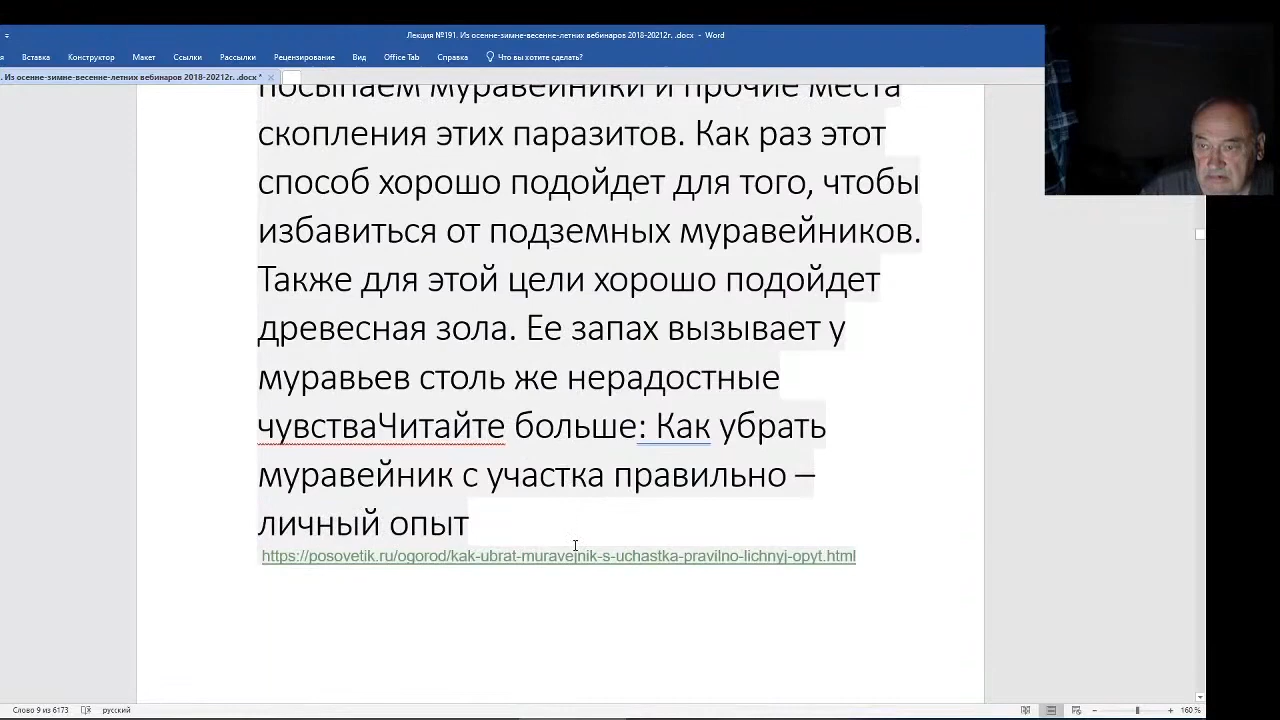 Лекция №191. Из осенне-зимне-весенне-летних вебинаров 2018-20212г. .docx - Word
Вставка Конструктор Макет Ссылки Рассылки Рецензирование Вид Office Tab Справка Что вы хотите сделать?
. Из осенне-зимне-весенне-летних вебинаров 2018-20212г. .docx *
посыпаем муравейники и прочие места
скопления этих паразитов. Как раз этот
способ хорошо подойдет для того, чтобы
избавиться от подземных муравейников.
Также для этой цели хорошо подойдет
древесная зола. Ее запах вызывает у
муравьев столь же нерадостные
чувстваЧитайте больше: Как убрать
муравейник с участка правильно –
личный опыт
https://posovetik.ru/ogorod/kak-ubrat-muravejnik-s-uchastka-pravilno-lichnyj-opyt.html
Слово 9 из 6173 русский 160 %